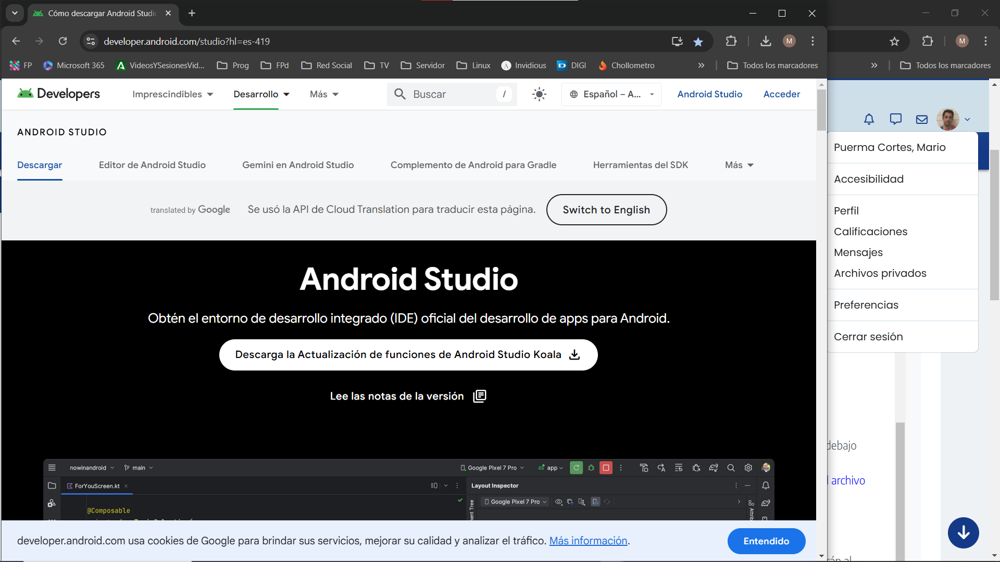 Cómo descargar Android Studio
developer.android.com/studio?hl=es-419
M
M
FP
Microsoft 365
VideosYSesionesVid...
Prog
FPd
Red Social
TV
Servidor
Linux
Invidious
DIGI
Chollometro
Todos los marcadores
Todos los marcadores
Developers
Imprescindibles
Desarrollo
Más
Buscar
/
Español – A...
Android Studio
Acceder
ANDROID STUDIO
Descargar
Editor de Android Studio
Gemini en Android Studio
Complemento de Android para Gradle
Herramientas del SDK
Más
translated by Google
Se usó la API de Cloud Translation para traducir esta página.
Switch to English
Android Studio
Obtén el entorno de desarrollo integrado (IDE) oficial del desarrollo de apps para Android.
Descarga la Actualización de funciones de Android Studio Koala
Lee las notas de la versión
nowinandroid
main
Google Pixel 7 Pro
app
ForYouScreen.kt
Layout Inspector
Google Pixel 7 Pro
@Composable
developer.android.com usa cookies de Google para brindar sus servicios, mejorar su calidad y analizar el tráfico. Más información.
Entendido
Puerma Cortes, Mario
Accesibilidad
Perfil
Calificaciones
Mensajes
Archivos privados
Preferencias
Cerrar sesión
debajo
archivo